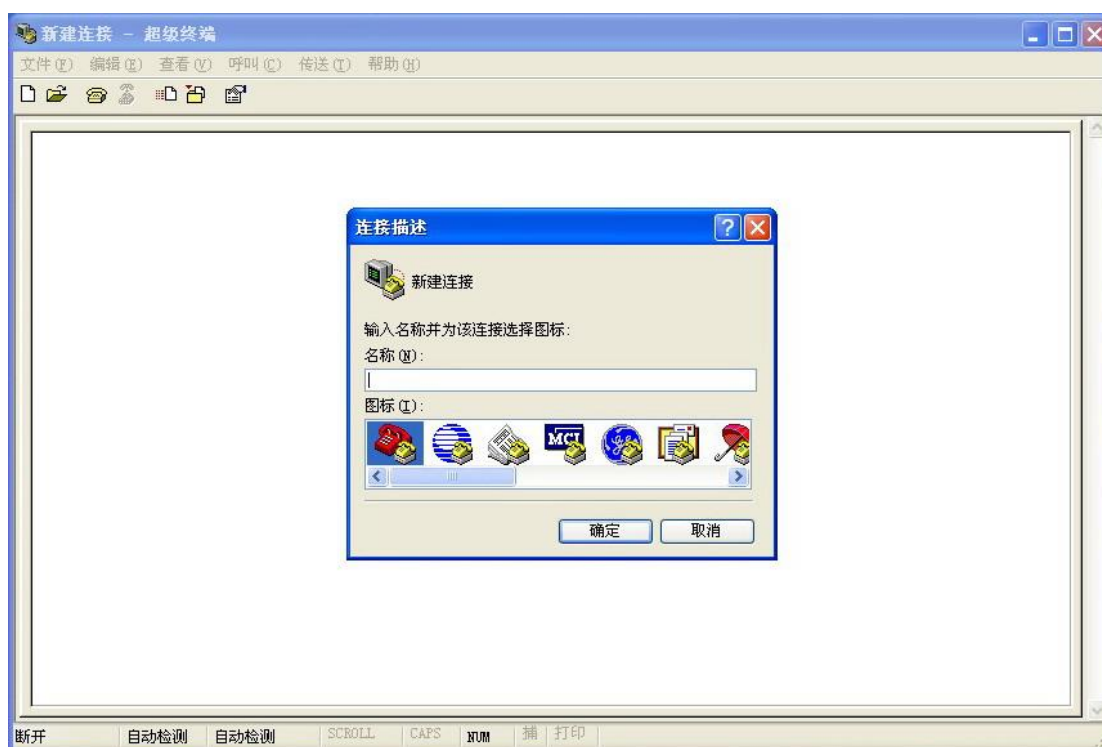 新建连接 - 超级终端
文件(F) 编辑(E) 查看(V) 呼叫(C) 传送(T) 帮助(H)
连接描述
新建连接
输入名称并为该连接选择图标:
名称(N):
图标(I):
MCI
确定 取消
断开 自动检测 自动检测 SCROLL CAPS NUM 捕 打印